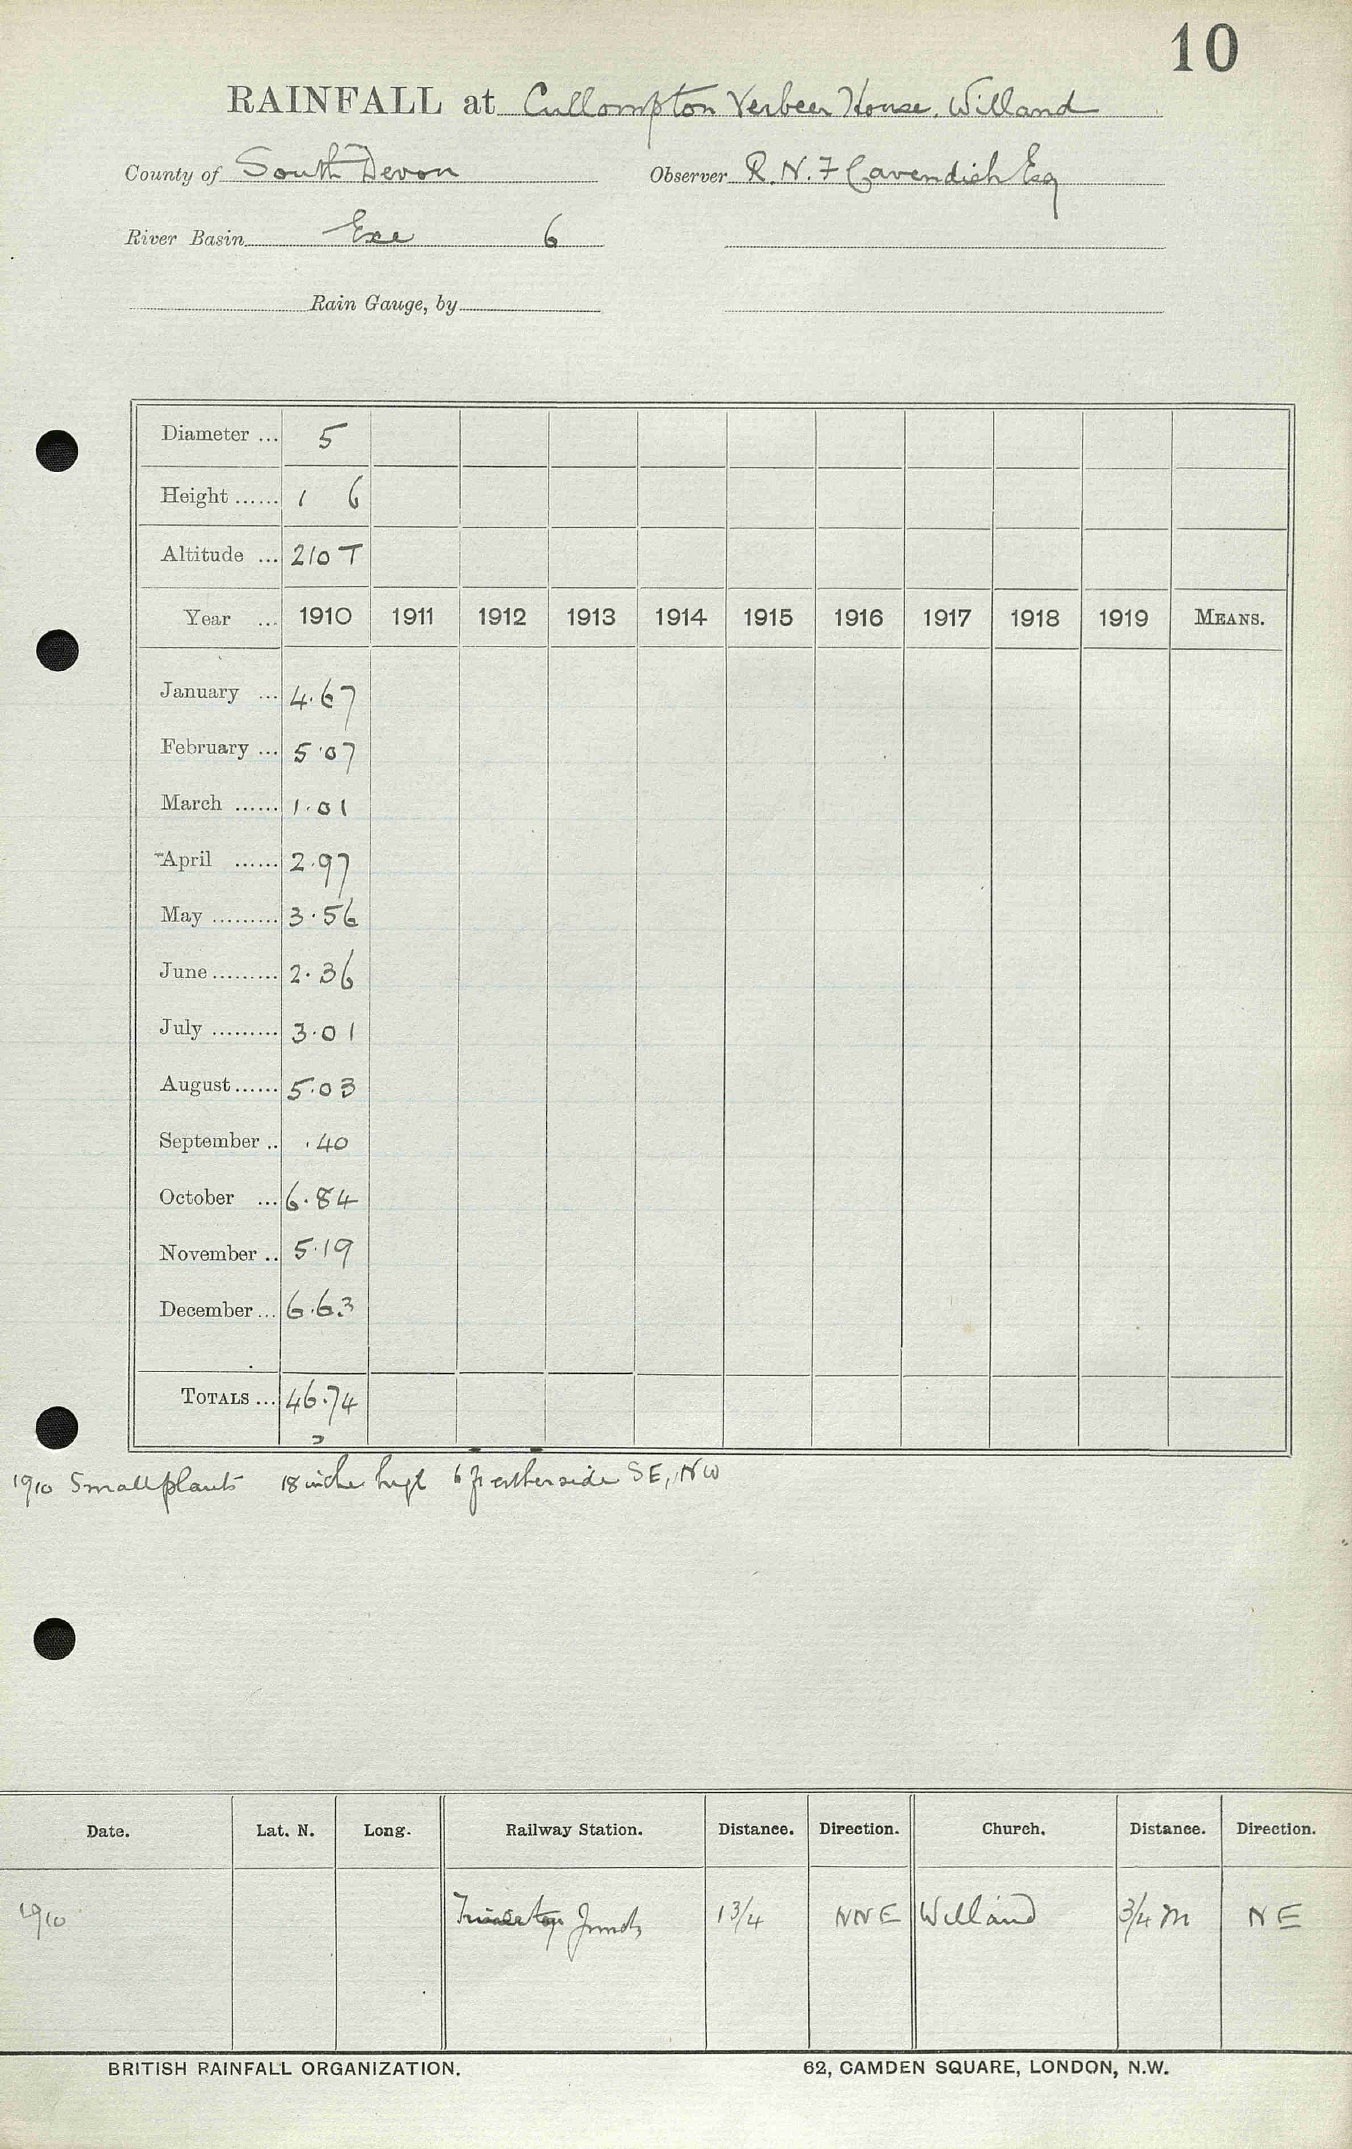 10
RAINFALL at Cullompton Verbeer House. Willand
County of South Devon Observer R. N. F Cavendish Esq
River Basin Exe 6
Rain Gauge, by
Diameter ... 5
Height ...... 1 6
Altitude ... 210 T
Year ... 1910 1911 1912 1913 1914 1915 1916 1917 1918 1919 MEANS.
January ... 4.67
February ... 5.07
March ...... 1.01
April ...... 2.97
May ......... 3.56
June ......... 2.36
July ......... 3.01
August ...... 5.03
September .. .40
October ... 6.84
November .. 5.19
December ... 6.63
TOTALS ... 46.74
1910 Small plants 18 inche high 6 ft either side SE, NW
Date. Lat. N. Long. Railway Station. Distance. Direction. Church. Distance. Direction.
1910 Tiverton Junch 1 3/4 NNE Willand 3/4 m NE
BRITISH RAINFALL ORGANIZATION. 62, CAMDEN SQUARE, LONDON, N.W.